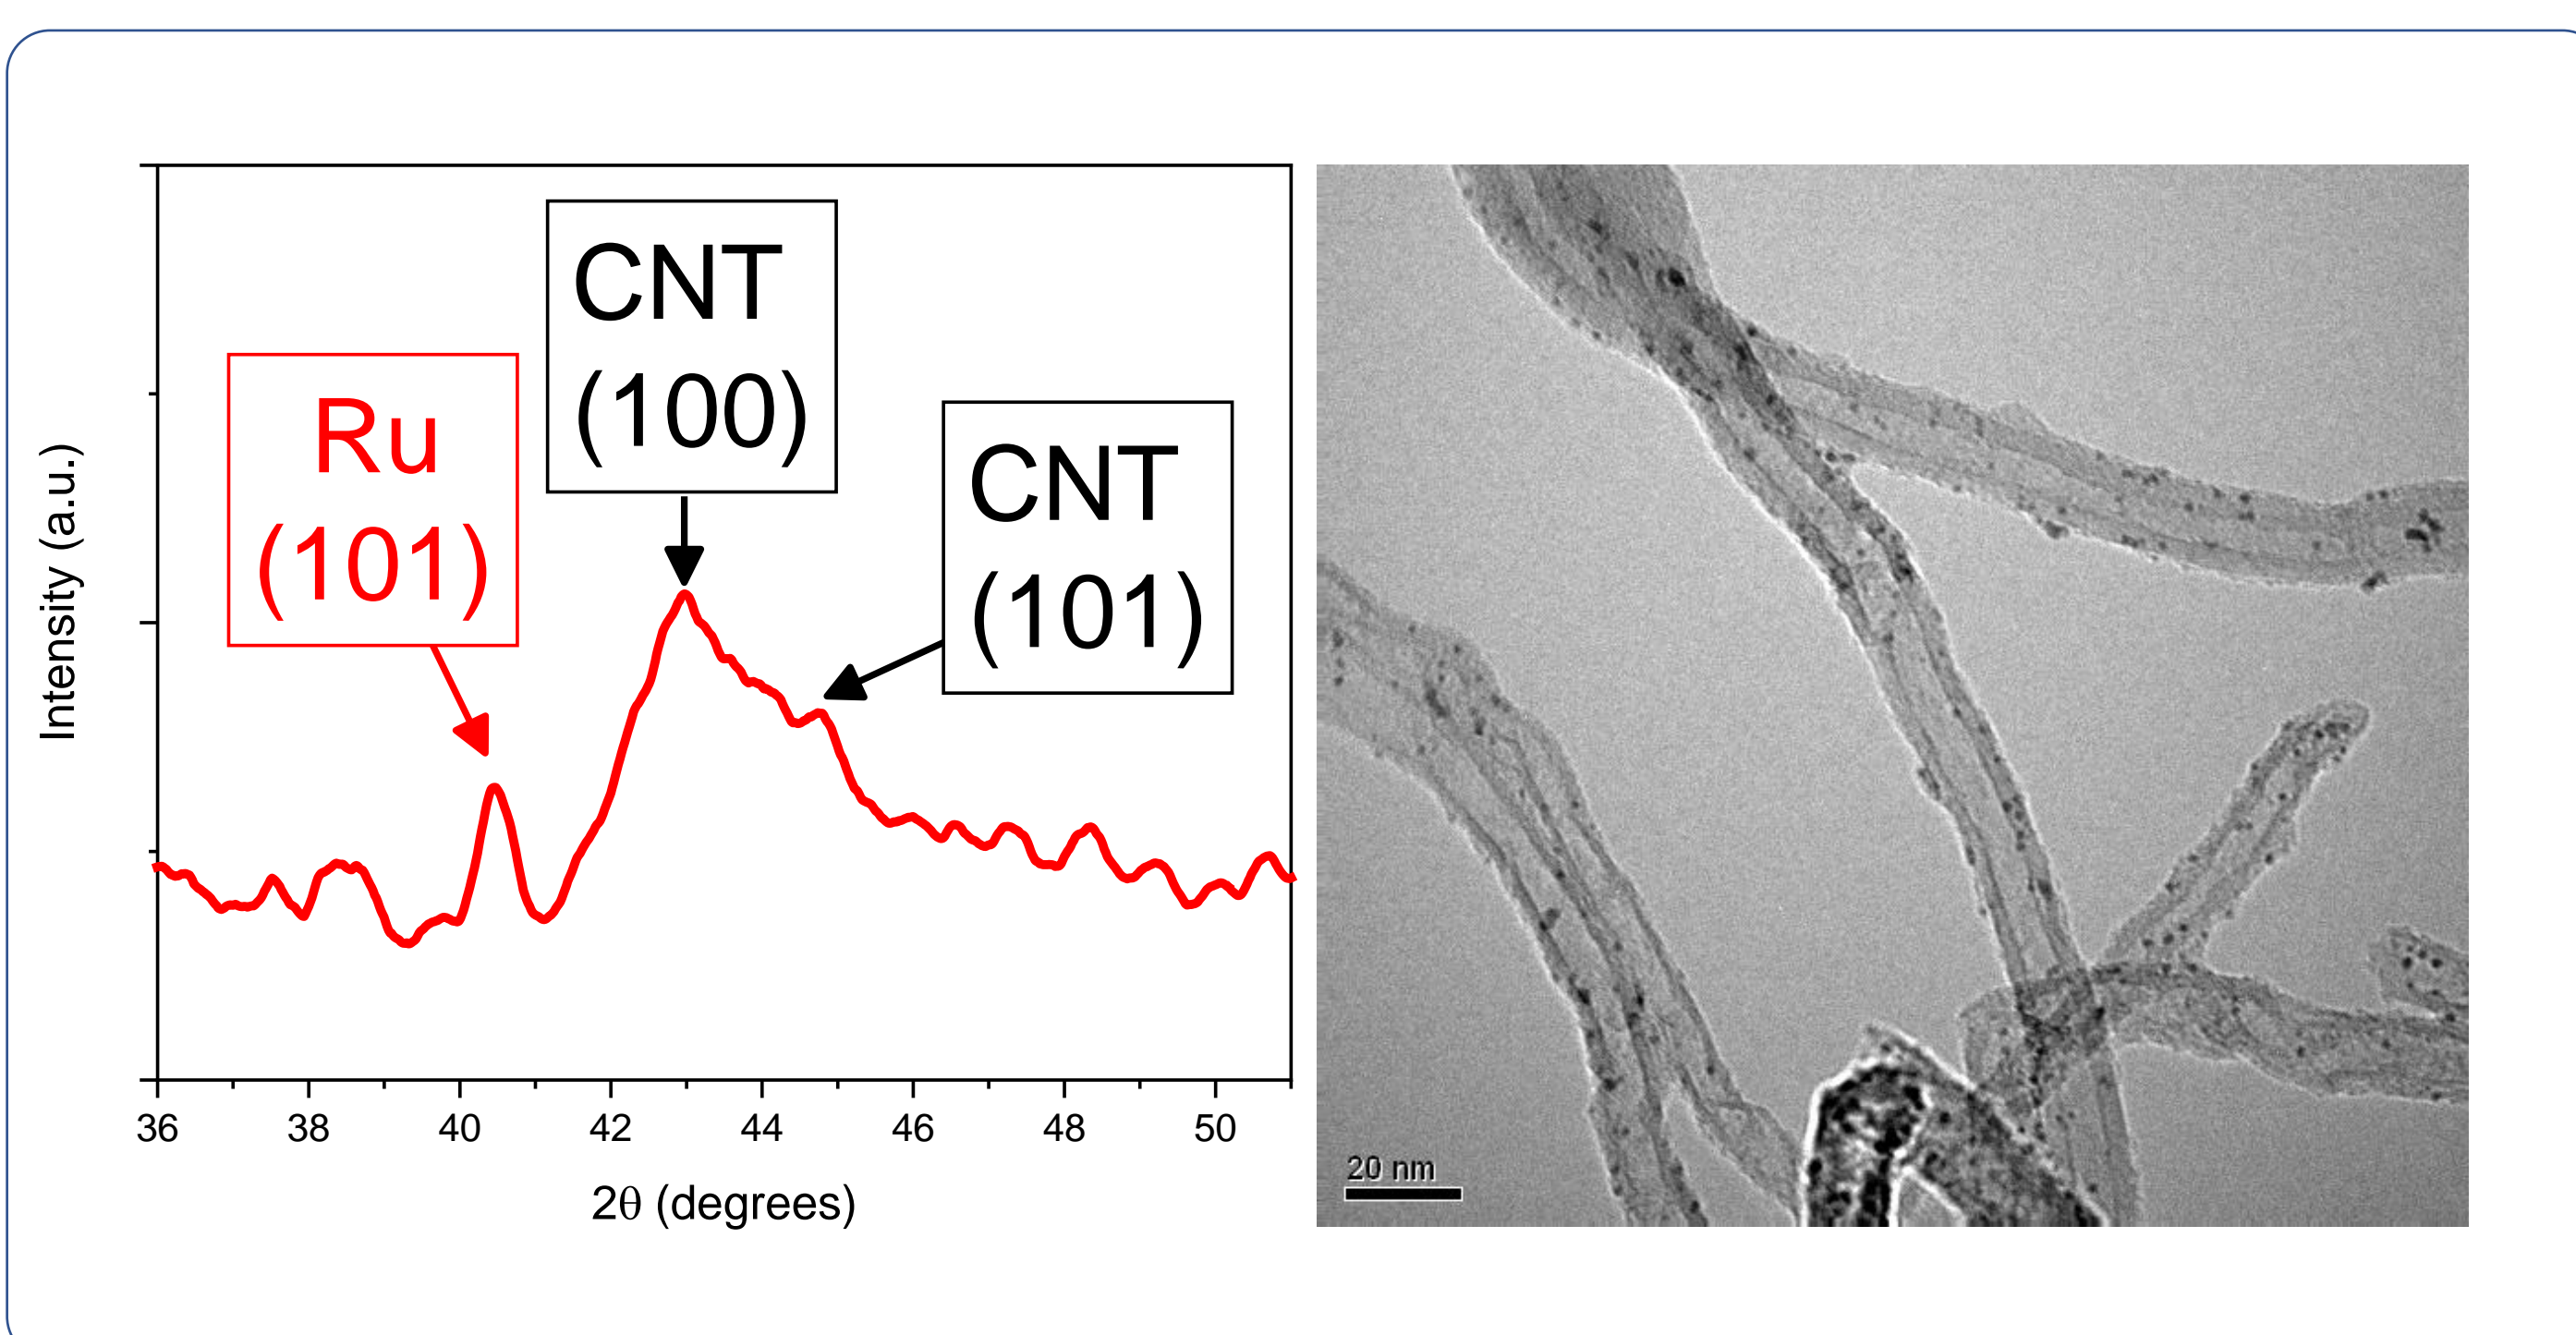 CNT
(100)
Ru
(101)
CNT
(101)
Intensity (a.u.)
36 38 40 42 44 46 48 50
2θ (degrees)
20 nm